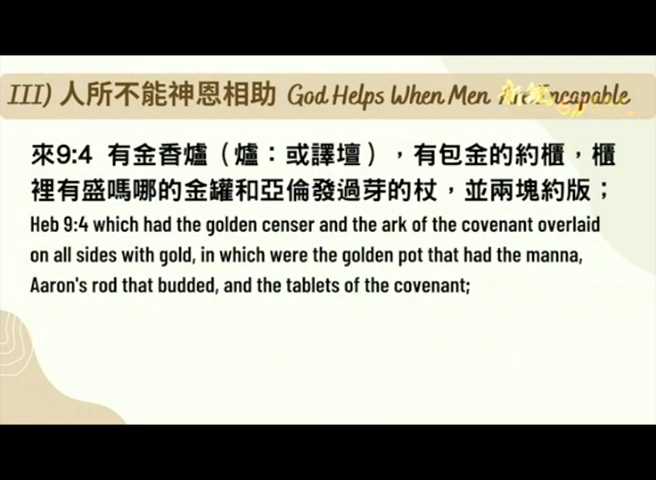 III) 人所不能神恩相助 God Helps When Men Are Incapable
來9:4 有金香爐（爐：或譯壇），有包金的約櫃，櫃
裡有盛嗎哪的金罐和亞倫發過芽的杖，並兩塊約版；
Heb 9:4 which had the golden censer and the ark of the covenant overlaid
on all sides with gold, in which were the golden pot that had the manna,
Aaron's rod that budded, and the tablets of the covenant;